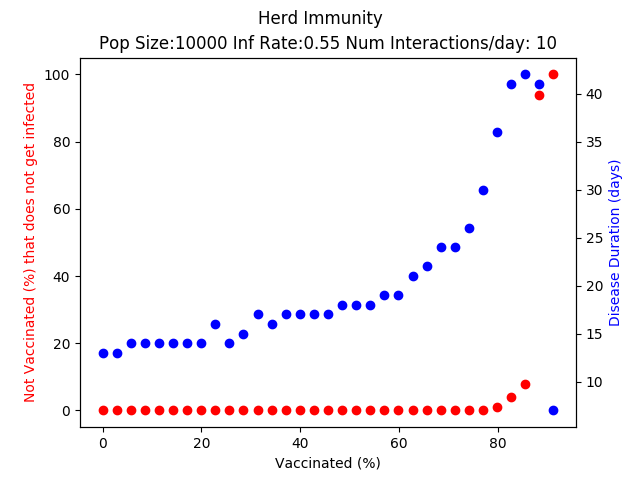 Herd Immunity
Pop Size:10000 Inf Rate:0.55 Num Interactions/day: 10
Not Vaccinated (%) that does not get infected
100
80
60
40
20
0
40
35
30
25
20
15
10
Disease Duration (days)
0 20 40 60 80
Vaccinated (%)